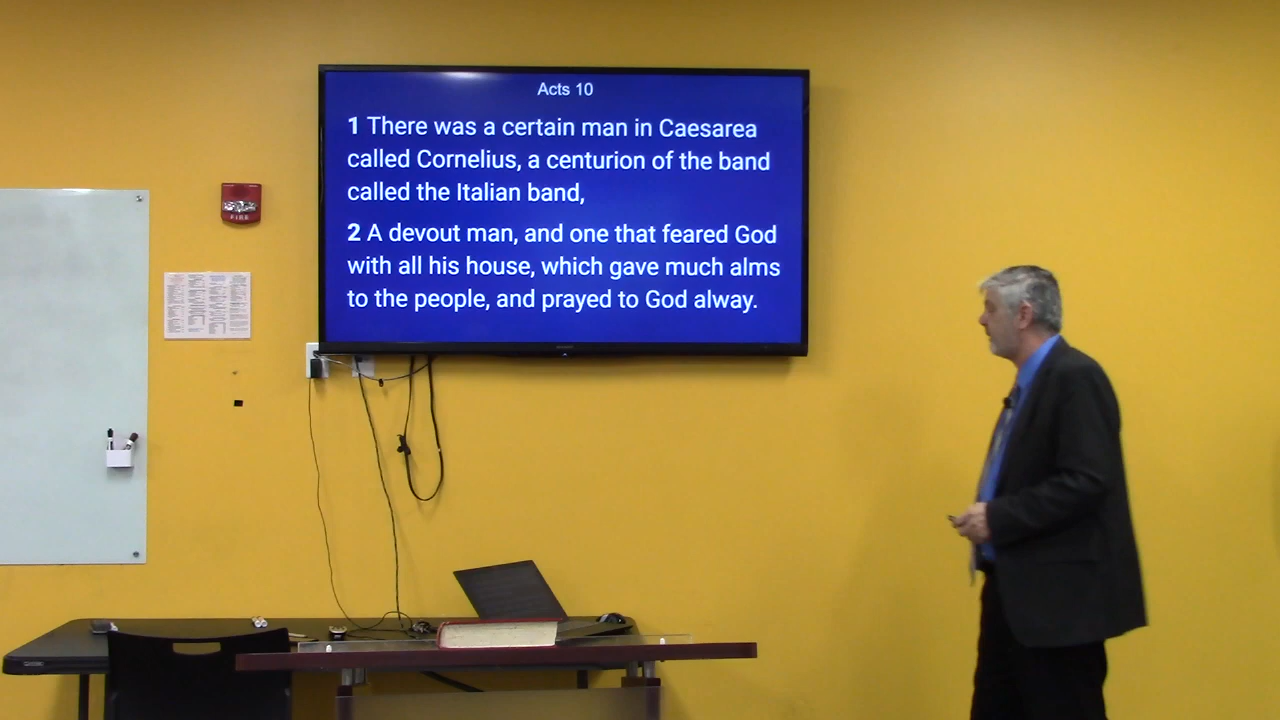 Acts 10
1 There was a certain man in Caesarea
called Cornelius, a centurion of the band
called the Italian band,
2 A devout man, and one that feared God
with all his house, which gave much alms
to the people, and prayed to God alway.
FIRE